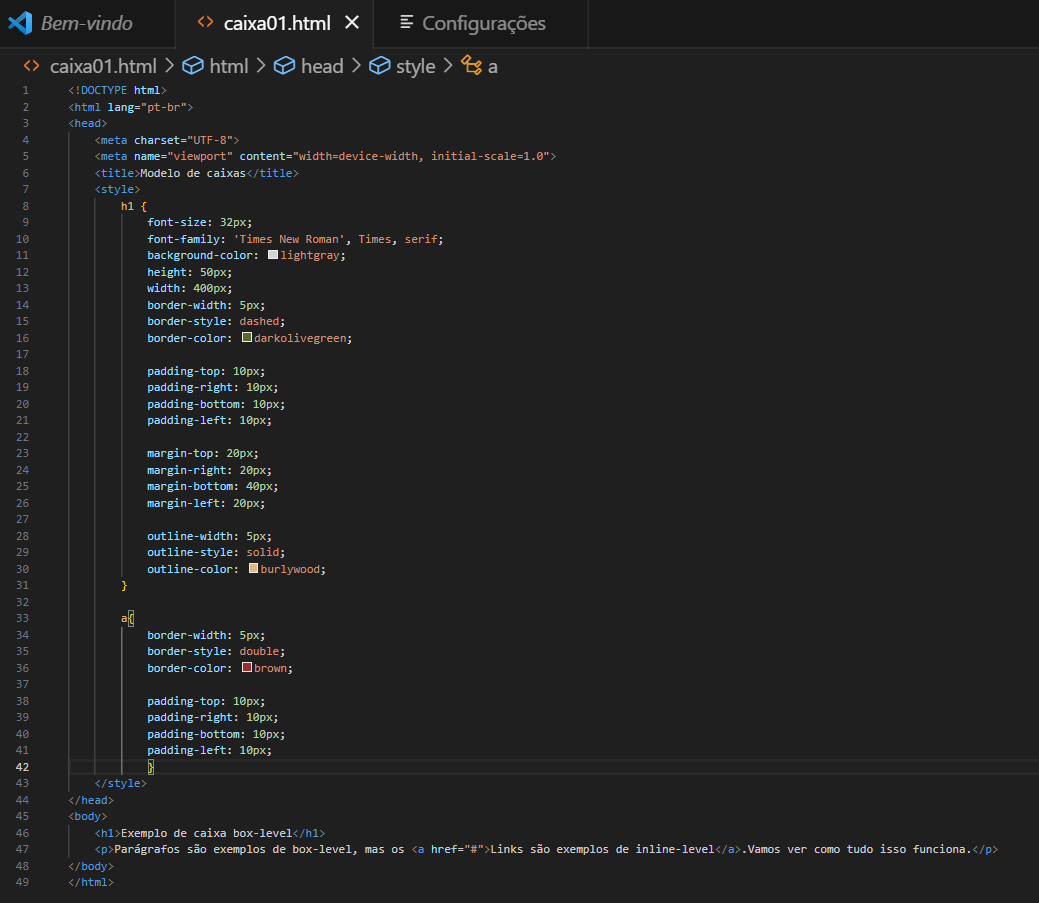 Bem-vindo
caixa01.html
Configurações
caixa01.html > html > head > style > a
1 <!DOCTYPE html>
2 <html lang="pt-br">
3 <head>
4 <meta charset="UTF-8">
5 <meta name="viewport" content="width=device-width, initial-scale=1.0">
6 <title>Modelo de caixas</title>
7 <style>
8 h1 {
9 font-size: 32px;
10 font-family: 'Times New Roman', Times, serif;
11 background-color: lightgray;
12 height: 50px;
13 width: 400px;
14 border-width: 5px;
15 border-style: dashed;
16 border-color: darkolivegreen;
17
18 padding-top: 10px;
19 padding-right: 10px;
20 padding-bottom: 10px;
21 padding-left: 10px;
22
23 margin-top: 20px;
24 margin-right: 20px;
25 margin-bottom: 40px;
26 margin-left: 20px;
27
28 outline-width: 5px;
29 outline-style: solid;
30 outline-color: burlywood;
31 }
32
33 a{
34 border-width: 5px;
35 border-style: double;
36 border-color: brown;
37
38 padding-top: 10px;
39 padding-right: 10px;
40 padding-bottom: 10px;
41 padding-left: 10px;
42 }
43 </style>
44 </head>
45 <body>
46 <h1>Exemplo de caixa box-level</h1>
47 <p>Parágrafos são exemplos de box-level, mas os <a href="#">Links são exemplos de inline-level</a>.Vamos ver como tudo isso funciona.</p>
48 </body>
49 </html>